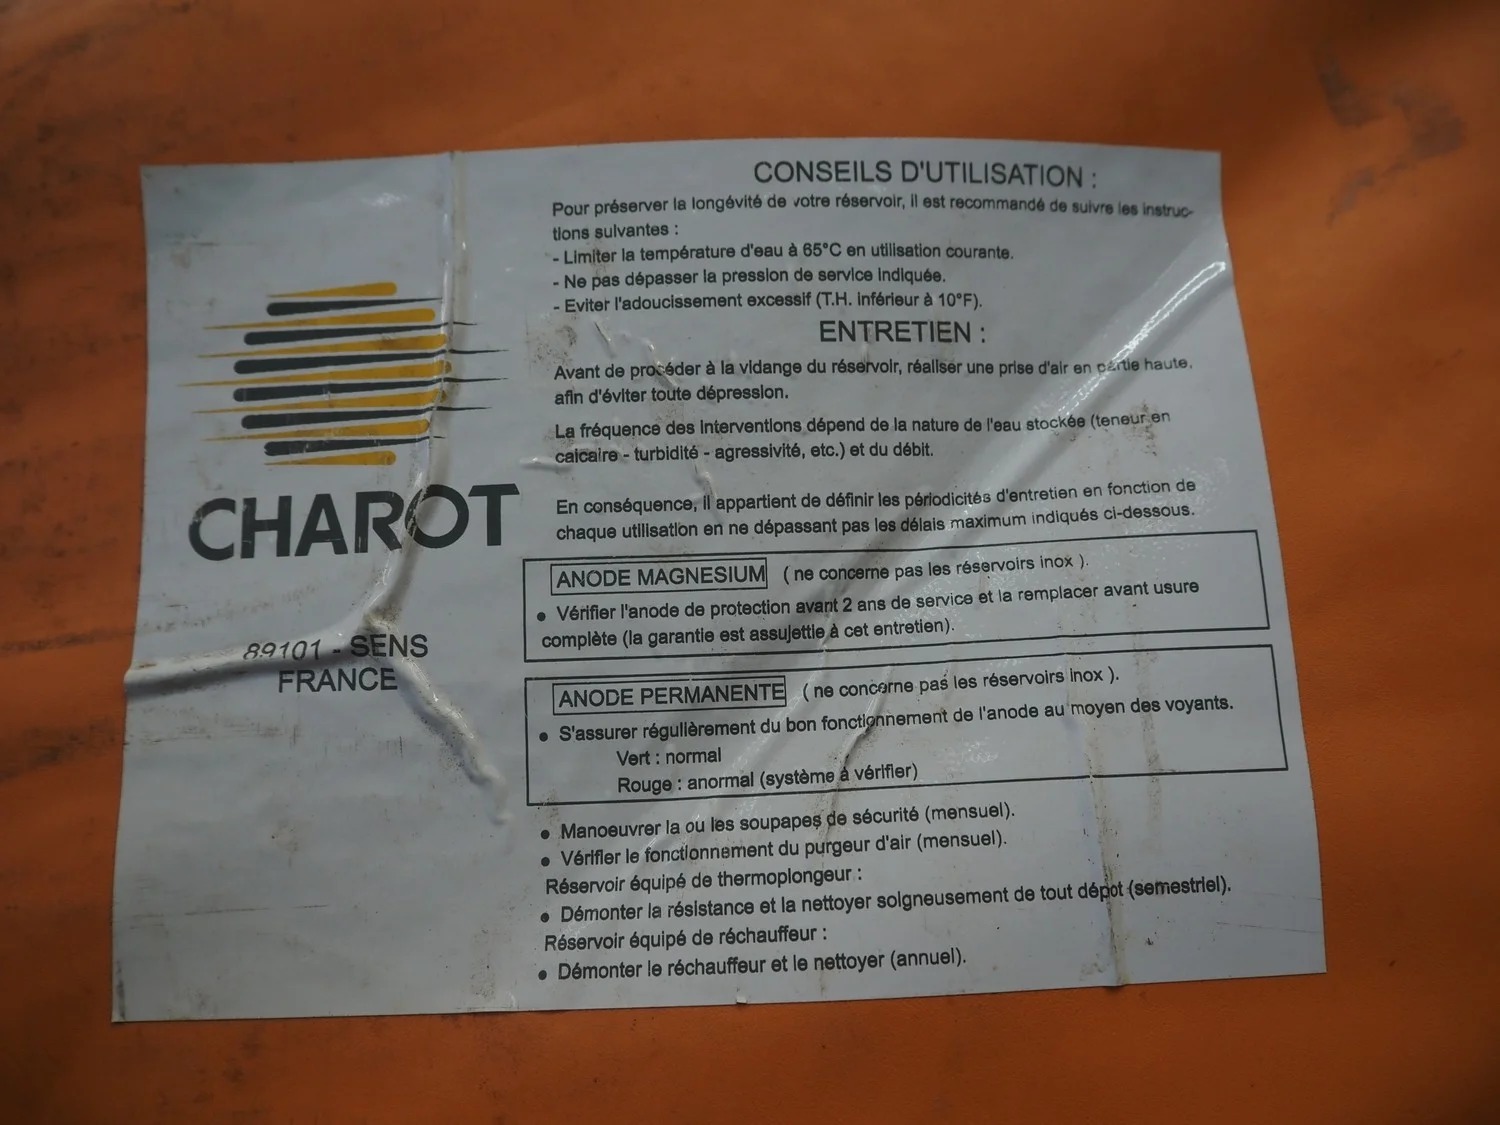 CHAROT
89101 - SENS
FRANCE
CONSEILS D'UTILISATION :
Pour préserver la longévité de votre réservoir, il est recommandé de suivre les instruc-
tions suivantes :
- Limiter la température d'eau à 65°C en utilisation courante.
- Ne pas dépasser la pression de service indiquée.
- Eviter l'adoucissement excessif (T.H. inférieur à 10°F).
ENTRETIEN :
Avant de procéder à la vidange du réservoir, réaliser une prise d'air en partie haute,
afin d'éviter toute dépression.
La fréquence des interventions dépend de la nature de l'eau stockée (teneur en
calcaire - turbidité - agressivité, etc.) et du débit.
En conséquence, il appartient de définir les périodicités d'entretien en fonction de
chaque utilisation en ne dépassant pas les délais maximum indiqués ci-dessous.
ANODE MAGNESIUM ( ne concerne pas les réservoirs inox ).
• Vérifier l'anode de protection avant 2 ans de service et la remplacer avant usure
complète (la garantie est assujettie à cet entretien).
ANODE PERMANENTE ( ne concerne pas les réservoirs inox ).
• S'assurer régulièrement du bon fonctionnement de l'anode au moyen des voyants.
Vert : normal
Rouge : anormal (système à vérifier)
• Manoeuvrer la ou les soupapes de sécurité (mensuel).
• Vérifier le fonctionnement du purgeur d'air (mensuel).
Réservoir équipé de thermoplongeur :
• Démonter la résistance et la nettoyer soigneusement de tout dépot (semestriel).
Réservoir équipé de réchauffeur :
• Démonter le réchauffeur et le nettoyer (annuel).